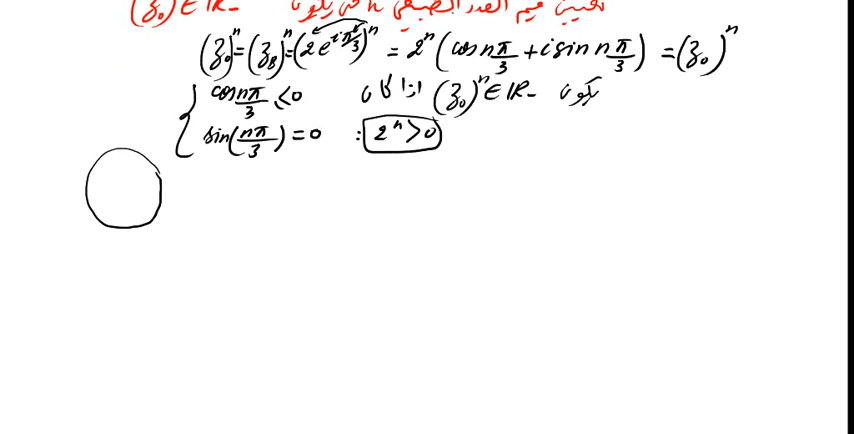 تعيين قيم العدد الطبيعي n حتى يكون (z₀)ⁿ ∈ IR-
(z₀)ⁿ = (z_B)ⁿ = (2e^{iπ/3})ⁿ = 2ⁿ(cos nπ/3 + i sin nπ/3) = (z₀)ⁿ
يكون (z₀)ⁿ ∈ IR- اذا كان { cos nπ/3 ≤ 0
sin(nπ/3) = 0 : 2ⁿ > 0